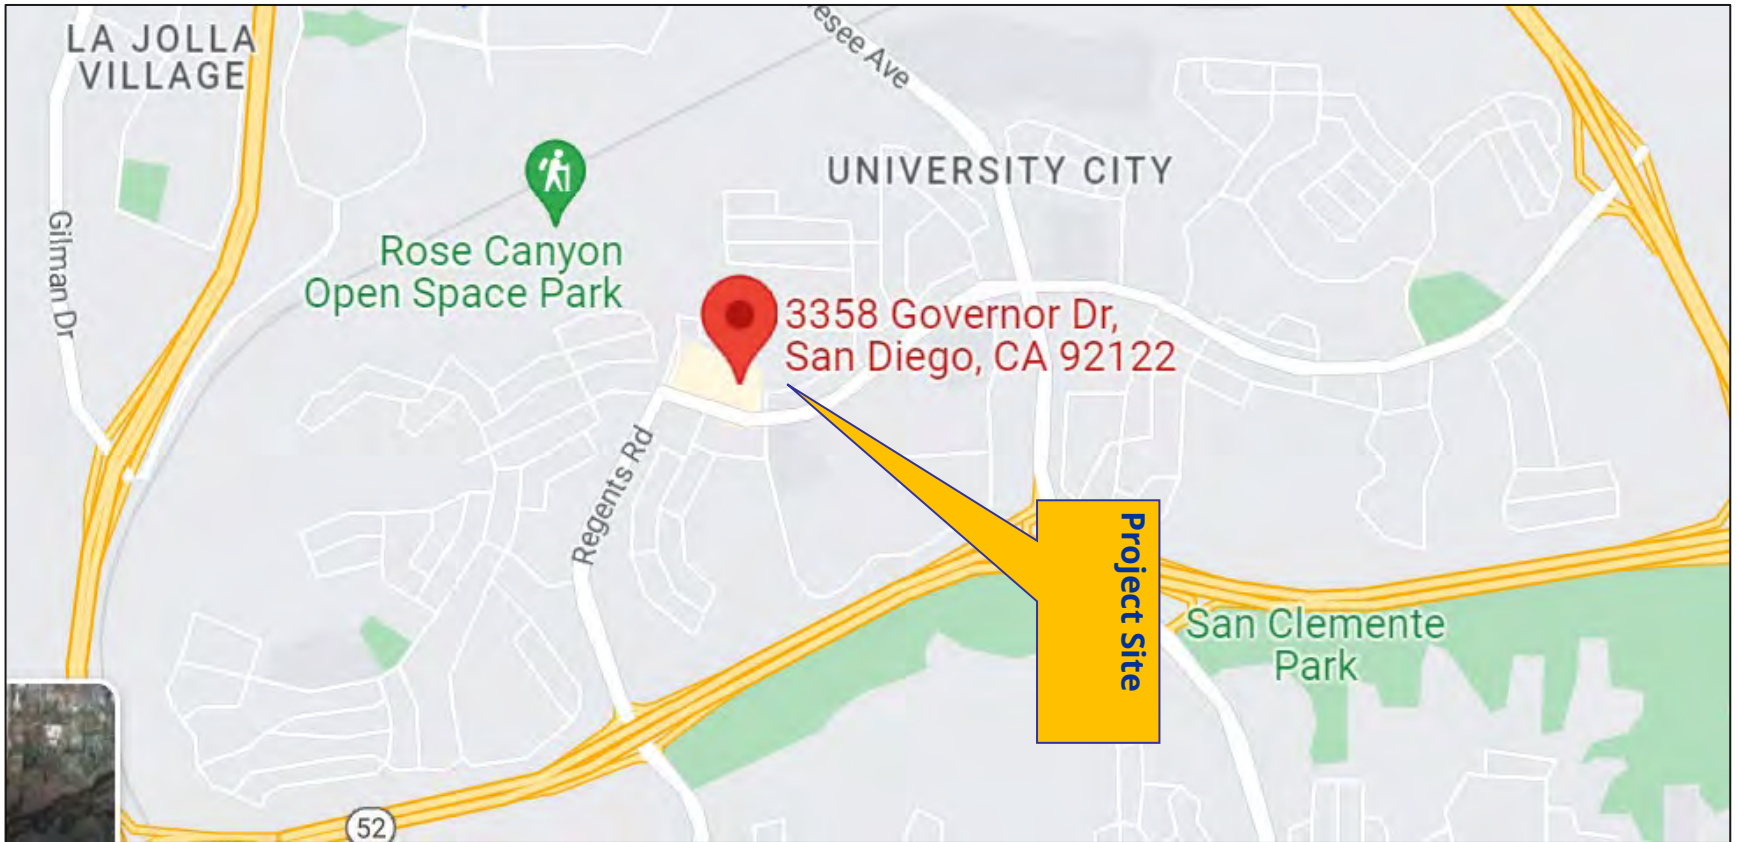 LA JOLLA
VILLAGE
esee Ave
UNIVERSITY CITY
Gilman Dr
Rose Canyon
Open Space Park
3358 Governor Dr,
San Diego, CA 92122
Regents Rd
Project Site
San Clemente
Park
52